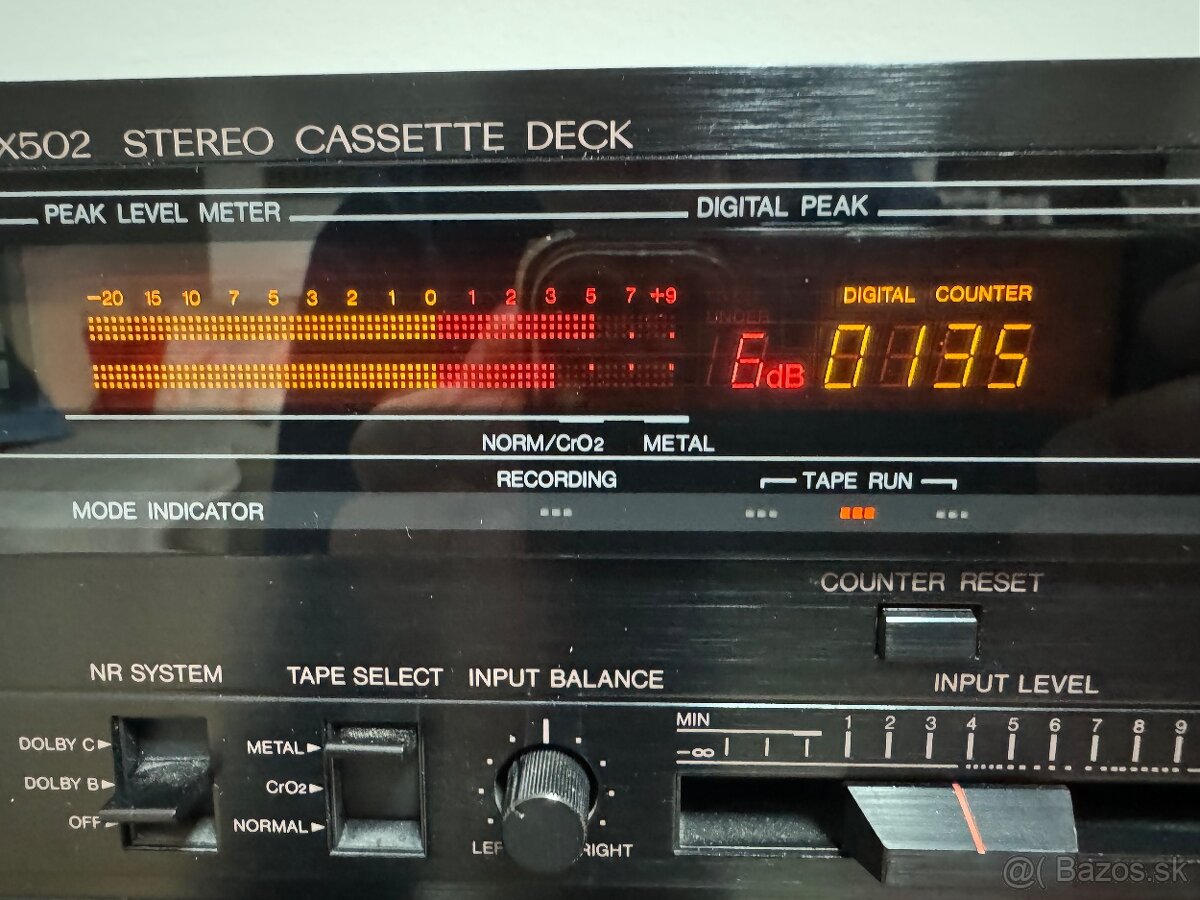 X502 STEREO CASSETTE DECK
PEAK LEVEL METER
DIGITAL PEAK
-20 15 10 7 5 3 2 1 0 1 2 3 5 7 +9
DIGITAL COUNTER
UNDER
6dB
0135
NORM/CrO2 METAL
RECORDING
TAPE RUN
MODE INDICATOR
COUNTER RESET
NR SYSTEM
TAPE SELECT
INPUT BALANCE
INPUT LEVEL
MIN
-∞ 1 2 3 4 5 6 7 8 9
DOLBY C
DOLBY B
OFF
METAL
CrO2
NORMAL
LEF RIGHT
@( Bazos.sk